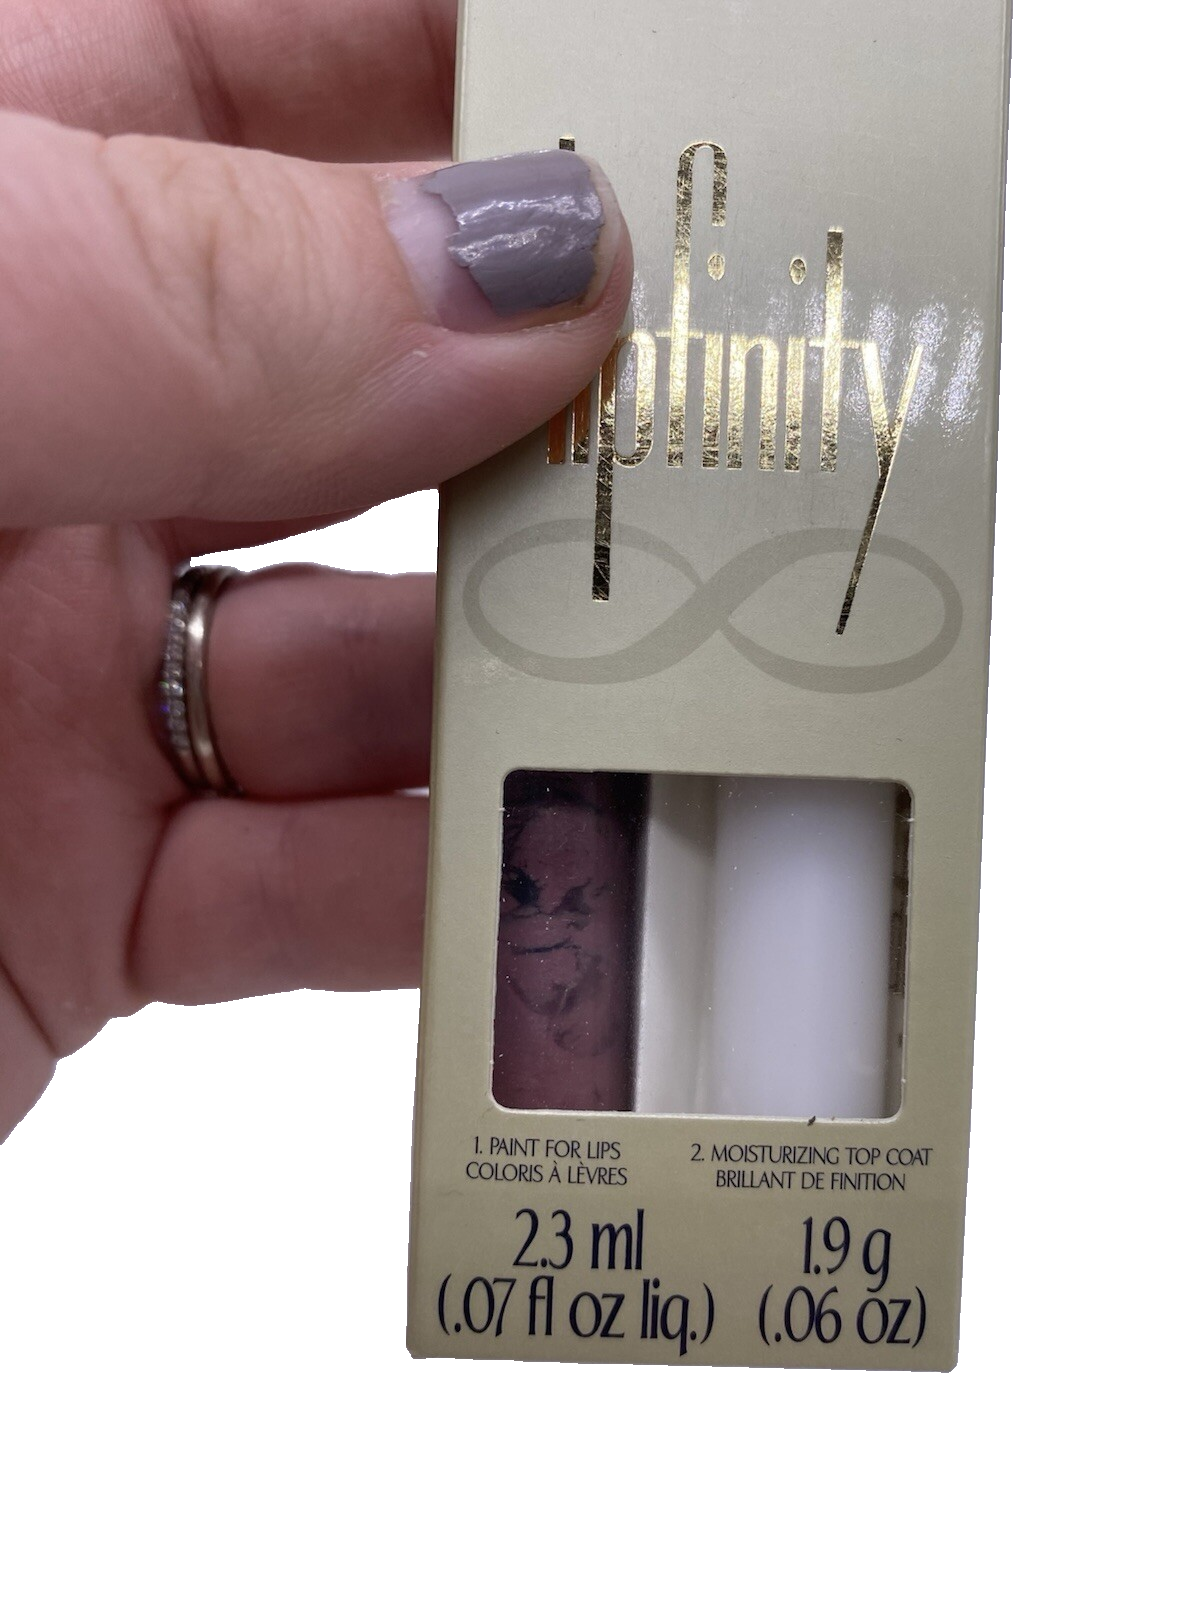 lipfinity
1. PAINT FOR LIPS
COLORIS À LÈVRES
2.3 ml
(.07 fl oz liq.)
2. MOISTURIZING TOP COAT
BRILLANT DE FINITION
1.9 g
(.06 oz)